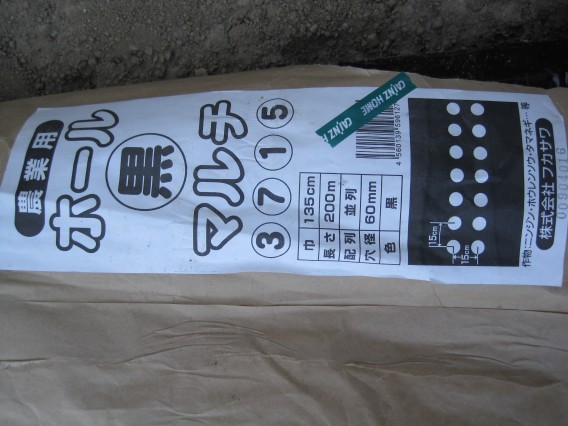 農業用
ホール
黒
マルチ
③⑦①⑤
CAINZ HOME
CAINZ H
巾 135cm
長さ 200m
配列 並列
穴径 60mm
色 黒
15cm
15cm
作物:ニンジン・ホウレンソウ・タマネギ…等
株式会社フカサワ